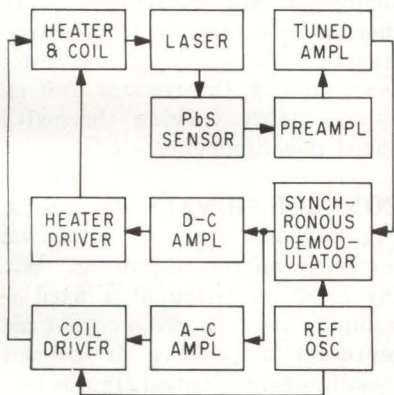 HEATER
& COIL
LASER
TUNED
AMPL
PbS
SENSOR
PREAMPL
HEATER
DRIVER
D-C
AMPL
SYNCH-
RONOUS
DEMOD-
ULATOR
COIL
DRIVER
A-C
AMPL
REF
OSC